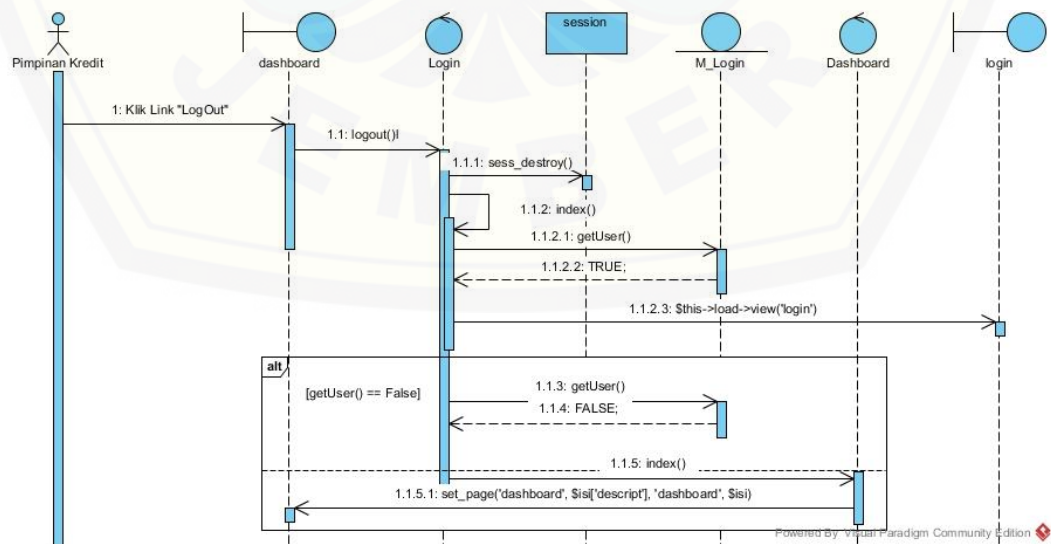 session
Pimpinan Kredit
dashboard
Login
M_Login
Dashboard
login
1: Klik Link "LogOut"
1.1: logout()l
1.1.1: sess_destroy()
1.1.2: index()
1.1.2.1: getUser()
1.1.2.2: TRUE;
1.1.2.3: $this->load->view('login')
alt
[getUser() == False]
1.1.3: getUser()
1.1.4: FALSE;
1.1.5: index()
1.1.5.1: set_page('dashboard', $isi['descript'], 'dashboard', $isi)
Powered By Visual Paradigm Community Edition
JEMBER